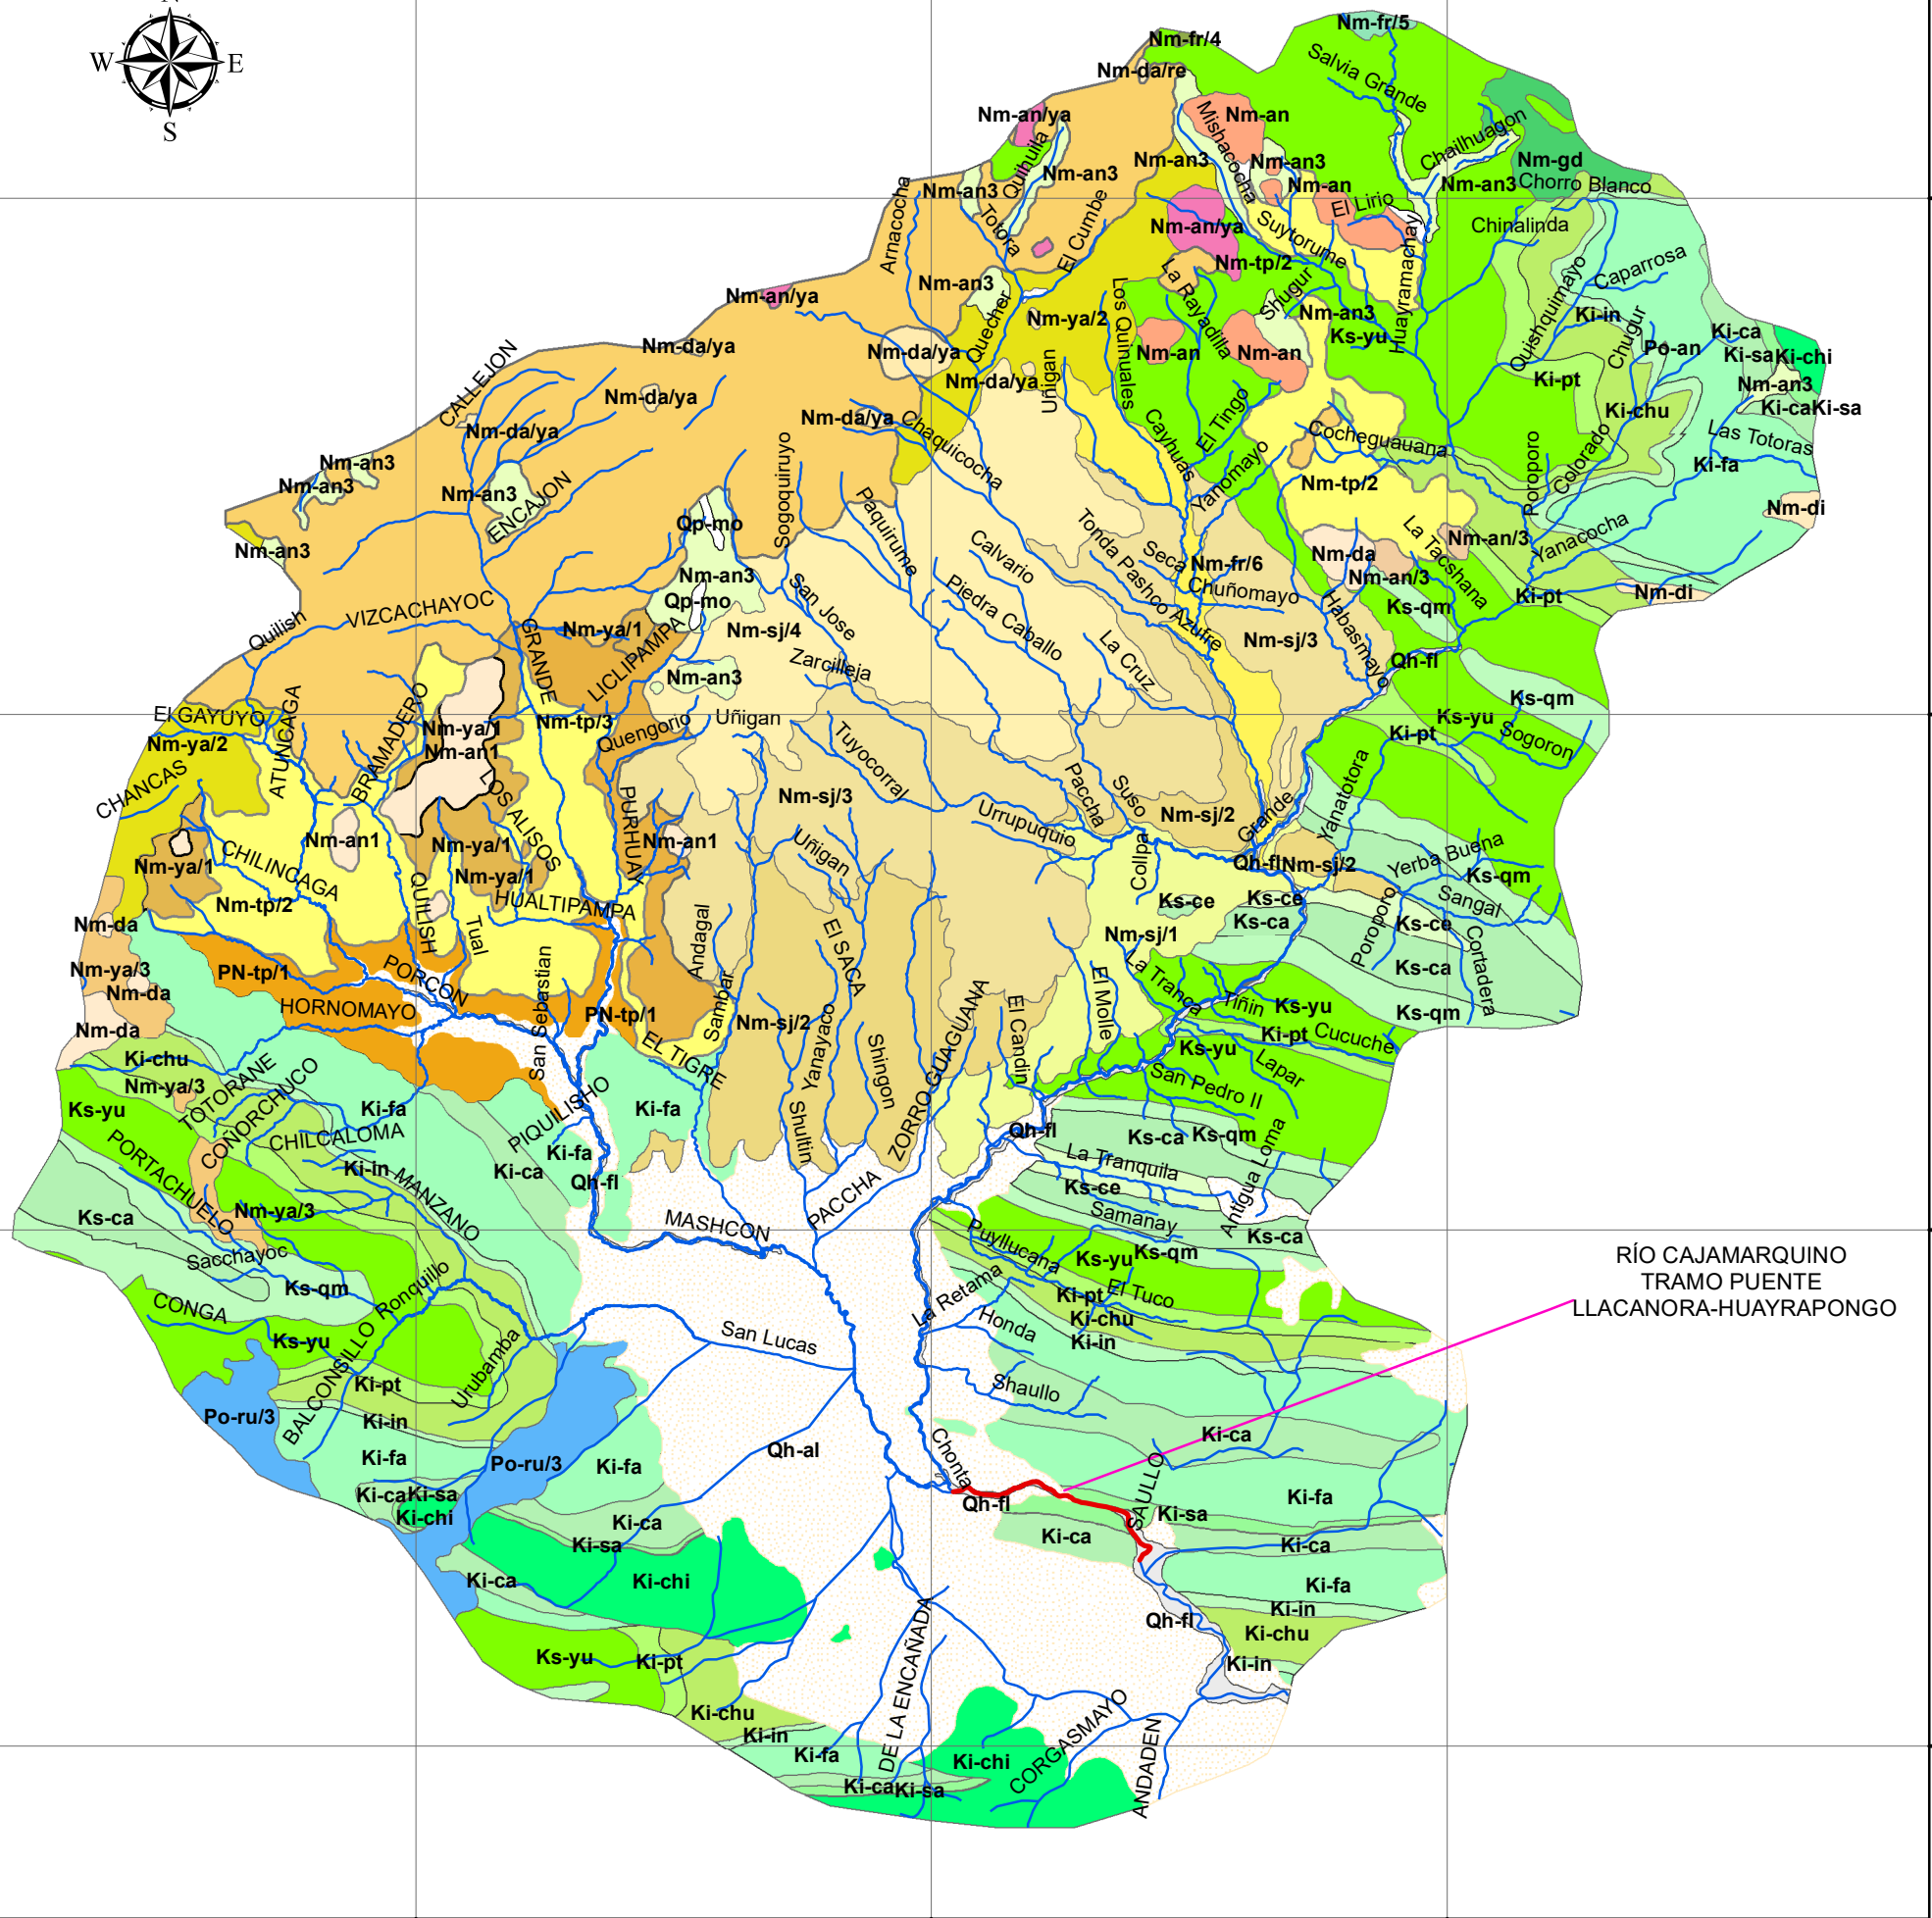 N
W
E
S
Nm-fr/5
Nm-fr/4
Salvia Grande
Nm-da/re
Nm-an/ya
Nm-an
Mishacocha
Chailhuagon
Quihuila
Nm-an3
Nm-an3
Nm-an3
Nm-gd
Nm-an3
Nm-an
Nm-an3
Chorro Blanco
Arnacocha
Totora
El Cumbe
El Lirio
Nm-an/ya
Suytorume
Huayramachay
Chinalinda
Nm-tp/2
Caparrosa
Nm-an3
La Rayadilla
Shugur
Quishquimayo
Nm-an/ya
Los Quinuales
Nm-an3
Ki-in
Quecher
Nm-ya/2
Ks-yu
Chugur
Ki-ca
Nm-da/ya
Nm-da/ya
Nm-an
Nm-an
Po-an
Ki-sa
Ki-chi
CALLEJON
Uñigan
Nm-da/ya
Ki-pt
Nm-an3
Nm-da/ya
El Tingo
Ki-chu
Ki-ca
Ki-sa
Nm-da/ya
Nm-da/ya
Chaquicocha
Cayhuas
Cocheguauana
Las Totoras
Nm-an3
Sogoquiruyo
Poroporo
Colorado
Ki-fa
Nm-an3
Nm-an3
ENCAJON
Yanomayo
Nm-tp/2
Nm-di
Qp-mo
Paquirume
Tonda Pashco
Nm-an3
Calvario
Seca
La Tacshana
Nm-an/3
Yanacocha
Nm-da
Nm-fr/6
Nm-an3
Nm-an/3
Qp-mo
San Jose
Piedra Caballo
Chuñomayo
Ki-pt
Nm-di
VIZCACHAYOC
Habasmayo
Ks-qm
Quilish
GRANDE
Nm-ya/1
Nm-sj/4
Azufre
Nm-sj/3
LICLIPAMPA
Zarcilleja
La Cruz
Qh-fl
Nm-an3
Ks-qm
El GAYUYO
ATUNCAGA
BRAMADERO
Nm-tp/3
Uñigan
Ks-yu
Nm-ya/1
Quengorio
Ki-pt
Sogoron
Nm-ya/2
Nm-an1
Tuyocorral
CHANCAS
LOS ALISOS
Paccha
Suso
Yanatora
PURHUAY
Nm-sj/3
Nm-sj/2
Urrupuquio
Grande
Nm-an1
Nm-ya/1
Nm-an1
Uñigan
Collpa
Yerba Buena
Nm-ya/1
CHILINCAGA
Nm-ya/1
Qh-fl
Nm-sj/2
Ks-qm
Nm-tp/2
QUILISH
HUALTIPAMPA
Ks-ce
Ks-ce
Sangal
Nm-da
Tual
Ks-ca
Poroporo
Ks-ce
Andagal
El SACA
Nm-sj/1
Cortadera
Nm-ya/3
PN-tp/1
PORCON
La Tranca
Ks-ca
Nm-da
HORNOMAYO
San Sebastian
PN-tp/1
Sambar
ZORRO GUAGUANA
El Candin
El Molle
Tiñin
Ks-yu
Ks-qm
Nm-da
Nm-sj/2
Yanayaco
Ki-pt
Cucuche
Ki-chu
EL TIGRE
Shingon
Ks-yu
Lapar
Nm-ya/3
TOTORANE
San Pedro II
Ks-yu
COÑORCHUCO
Ki-fa
PIQUILISHO
Ki-fa
Shultin
Qh-fl
Ks-ca
Ks-qm
Antigua Loma
PORTACHUELO
CHILCALOMA
Ki-fa
Ki-in
Ki-ca
La Tranquila
Qh-fl
MANZANO
Ks-ce
Nm-ya/3
PACCHA
Ks-ca
MASHCON
Samanay
Ks-ca
Sacchayoc
Puyllucana
Ks-yu
Ks-qm
RÍO CAJAMARQUINO
TRAMO PUENTE
LLACANORA-HUAYRAPONGO
Ks-qm
Ronquillo
La Retama
Ki-pt
El Tuco
CONGA
Ki-chu
Honda
Ki-in
Ks-yu
San Lucas
BALCONSILLO
Urubamba
Ki-pt
Shaullo
Po-ru/3
Ki-in
Ki-ca
Ki-fa
Qh-al
Chonta
Po-ru/3
Ki-fa
SAULLO
Ki-ca
Ki-sa
Qh-fl
Ki-fa
Ki-chi
Ki-ca
Ki-sa
Ki-ca
Ki-sa
Ki-ca
Ki-ca
Ki-chi
Ki-fa
Ki-in
Qh-fl
Ki-chu
DE LA ENCAÑADA
Ks-yu
Ki-pt
Ki-in
Ki-chu
Ki-in
CORGASMAYO
Ki-fa
Ki-chi
ANDADEN
Ki-ca
Ki-sa